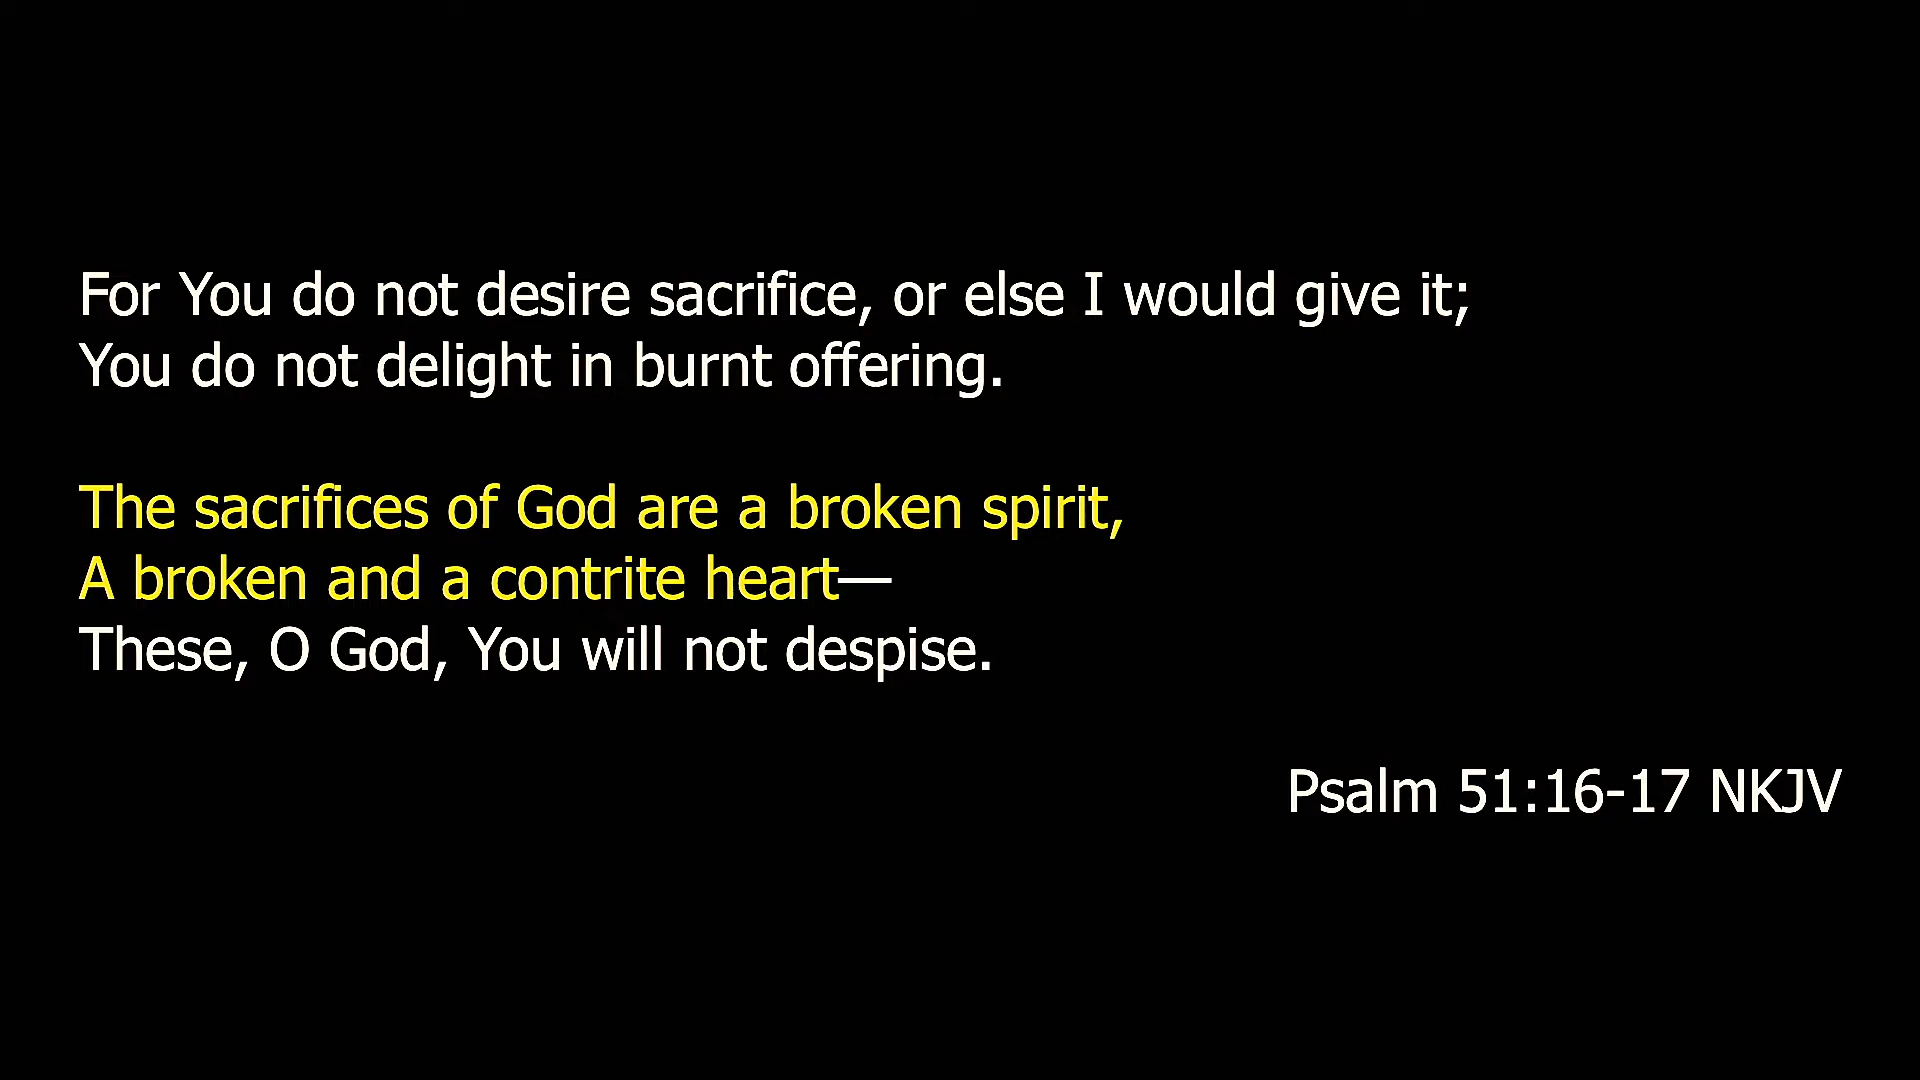 For You do not desire sacrifice, or else I would give it;
You do not delight in burnt offering.
The sacrifices of God are a broken spirit,
A broken and a contrite heart—
These, O God, You will not despise.
Psalm 51:16-17 NKJV